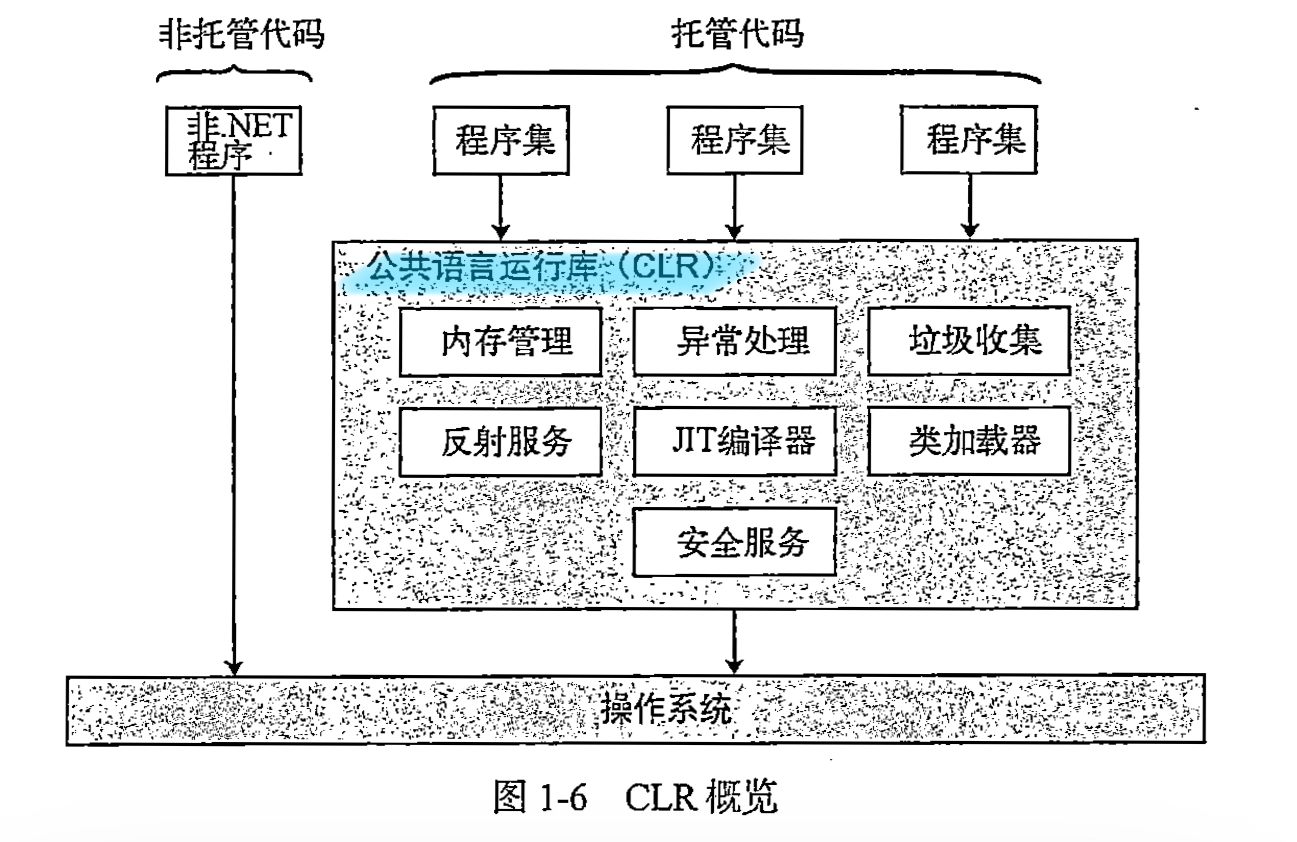 非托管代码
托管代码
非.NET
程序
程序集
程序集
程序集
公共语言运行库（CLR）
内存管理
异常处理
垃圾收集
反射服务
JIT编译器
类加载器
安全服务
操作系统
图 1-6 CLR 概览